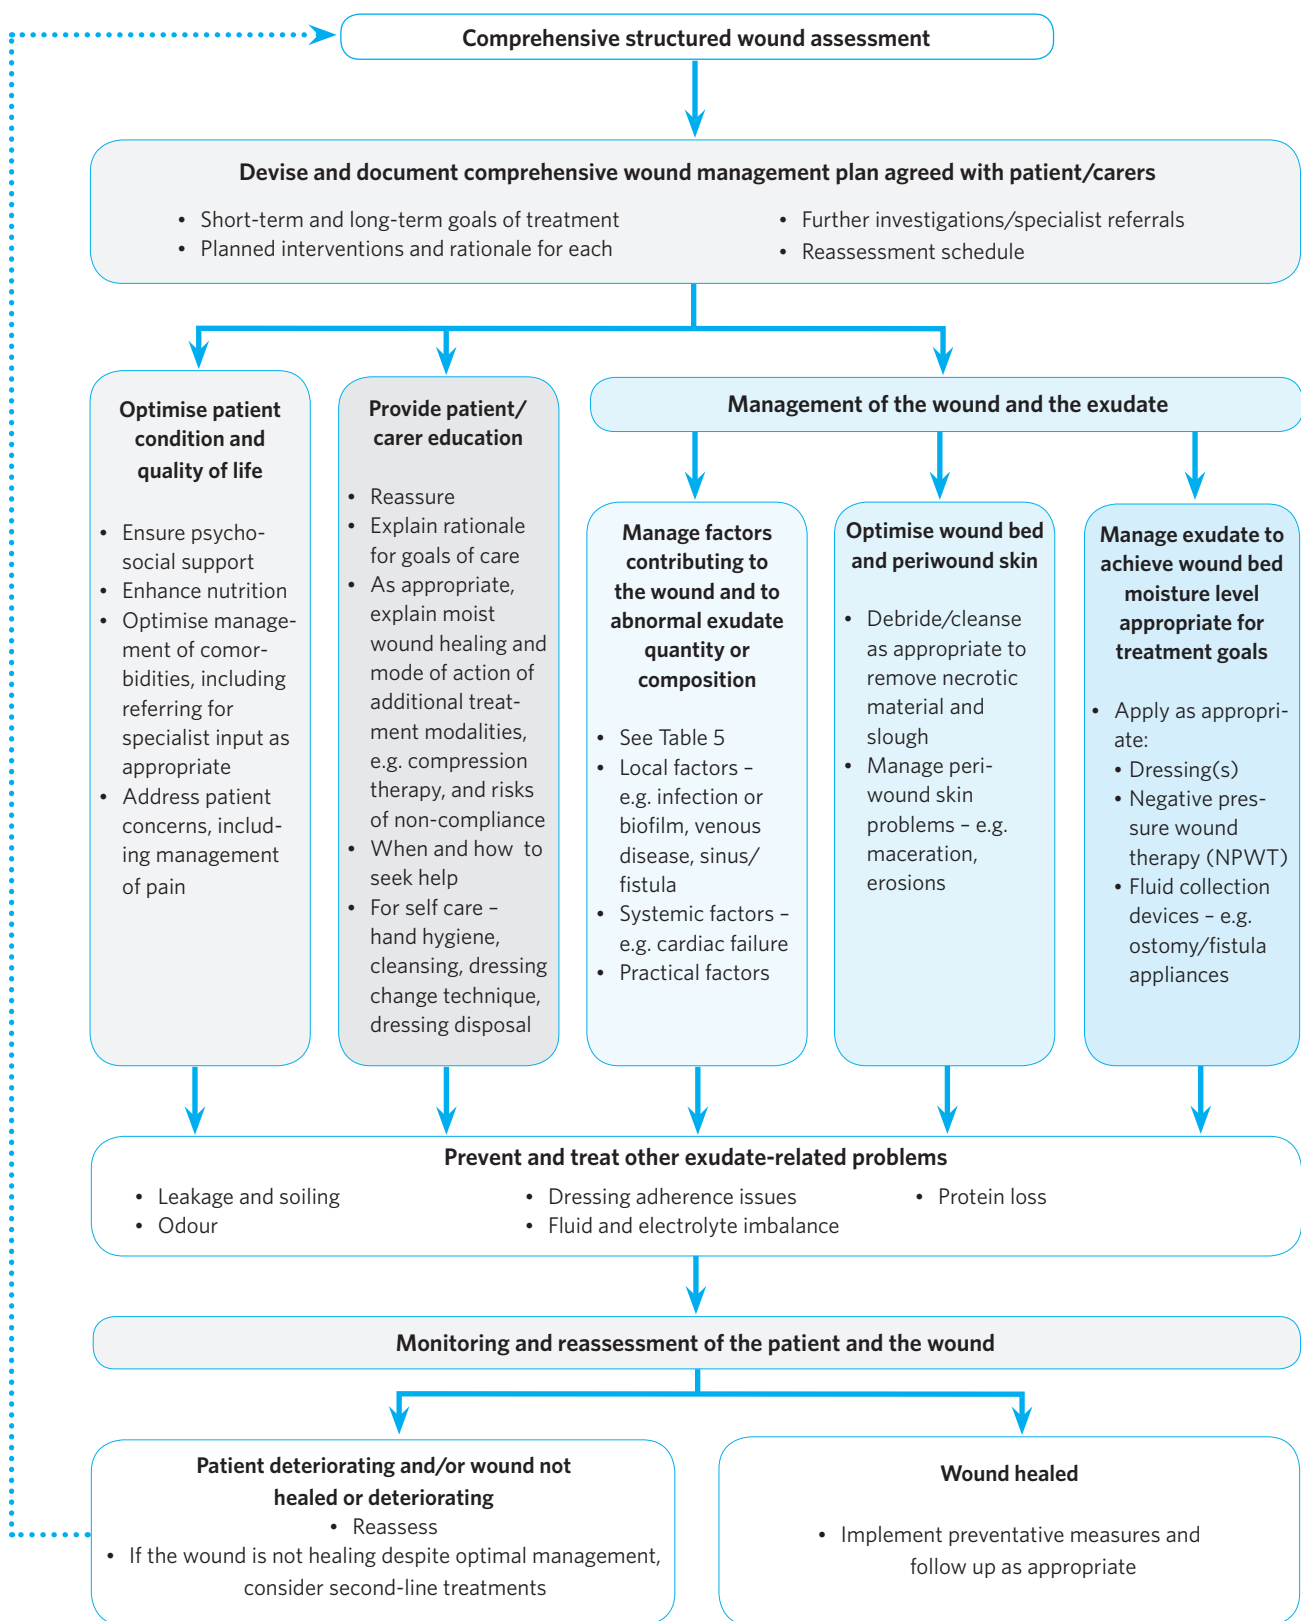 Comprehensive structured wound assessment
Devise and document comprehensive wound management plan agreed with patient/carers
• Short-term and long-term goals of treatment
• Planned interventions and rationale for each
• Further investigations/specialist referrals
• Reassessment schedule
Optimise patient
condition and
quality of life
• Ensure psycho-
social support
• Enhance nutrition
• Optimise manage-
ment of comor-
bidities, including
referring for
specialist input as
appropriate
• Address patient
concerns, includ-
ing management
of pain
Provide patient/
carer education
• Reassure
• Explain rationale
for goals of care
• As appropriate,
explain moist
wound healing and
mode of action of
additional treat-
ment modalities,
e.g. compression
therapy, and risks
of non-compliance
• When and how to
seek help
• For self care –
hand hygiene,
cleansing, dressing
change technique,
dressing disposal
Management of the wound and the exudate
Manage factors
contributing to
the wound and to
abnormal exudate
quantity or
composition
• See Table 5
• Local factors –
e.g. infection or
biofilm, venous
disease, sinus/
fistula
• Systemic factors –
e.g. cardiac failure
• Practical factors
Optimise wound bed
and periwound skin
• Debride/cleanse
as appropriate to
remove necrotic
material and
slough
• Manage peri-
wound skin
problems – e.g.
maceration,
erosions
Manage exudate to
achieve wound bed
moisture level
appropriate for
treatment goals
• Apply as appropri-
ate:
• Dressing(s)
• Negative pres-
sure wound
therapy (NPWT)
• Fluid collection
devices – e.g.
ostomy/fistula
appliances
Prevent and treat other exudate-related problems
• Leakage and soiling
• Odour
• Dressing adherence issues
• Fluid and electrolyte imbalance
• Protein loss
Monitoring and reassessment of the patient and the wound
Patient deteriorating and/or wound not
healed or deteriorating
• Reassess
• If the wound is not healing despite optimal management,
consider second-line treatments
Wound healed
• Implement preventative measures and
follow up as appropriate